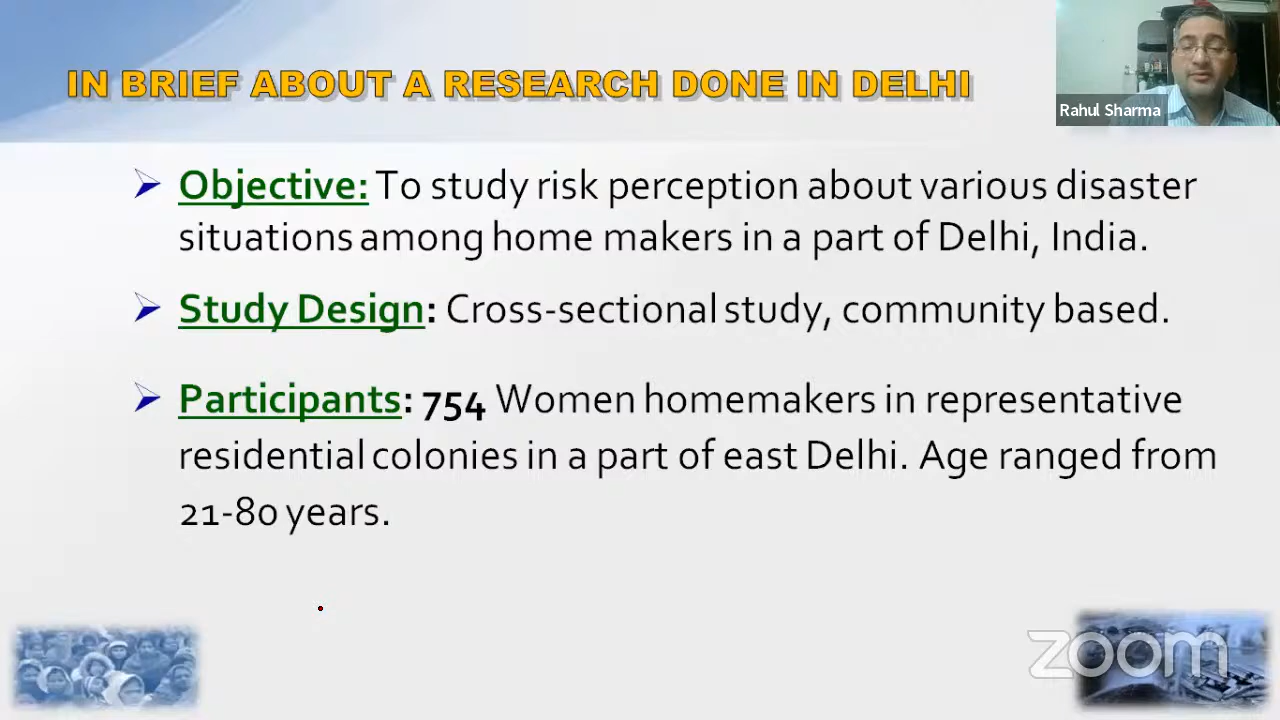 IN BRIEF ABOUT A RESEARCH DONE IN DELHI
Rahul Sharma
Objective: To study risk perception about various disaster
situations among home makers in a part of Delhi, India.
Study Design: Cross-sectional study, community based.
Participants: 754 Women homemakers in representative
residential colonies in a part of east Delhi. Age ranged from
21-80 years.
zoom